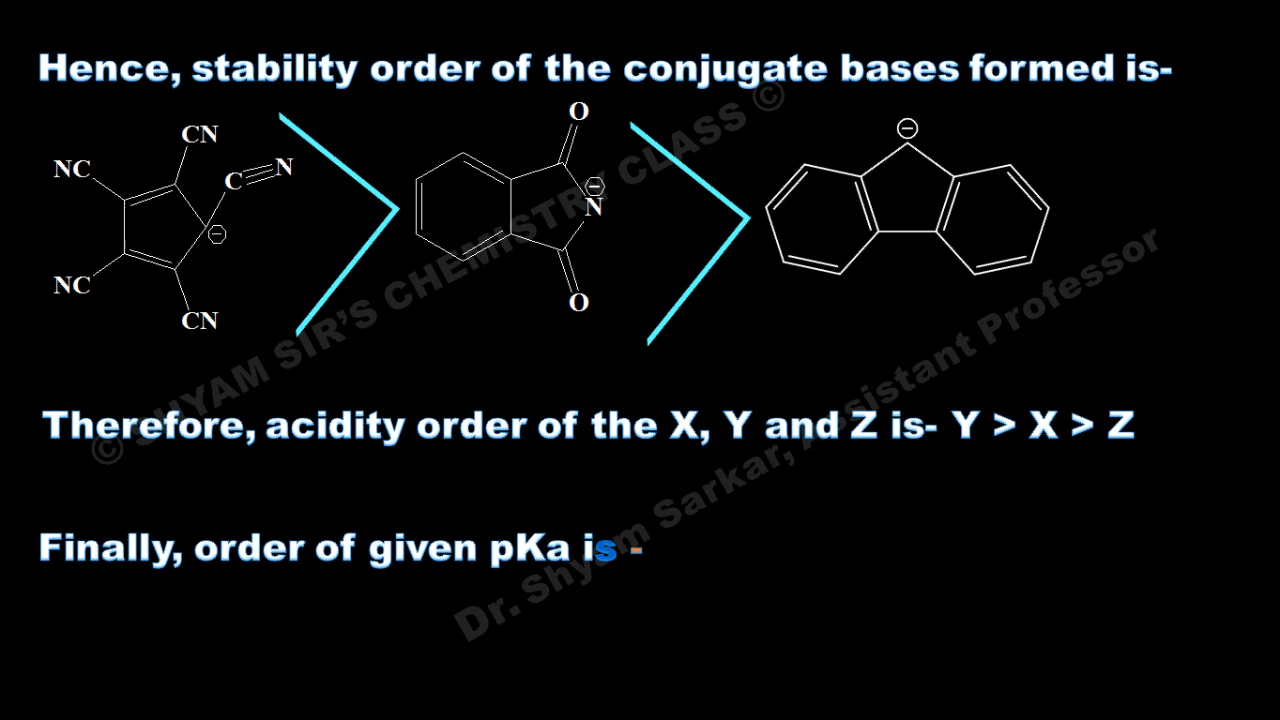 Hence, stability order of the conjugate bases formed is-
CN
NC
C N
NC
CN
O
⊖
N
O
⊖
⊖
© SHYAM SIR'S CHEMISTRY CLASS ©
Therefore, acidity order of the X, Y and Z is- Y > X > Z
Finally, order of given pKa is -
Dr. Shyam Sarkar, Assistant Professor